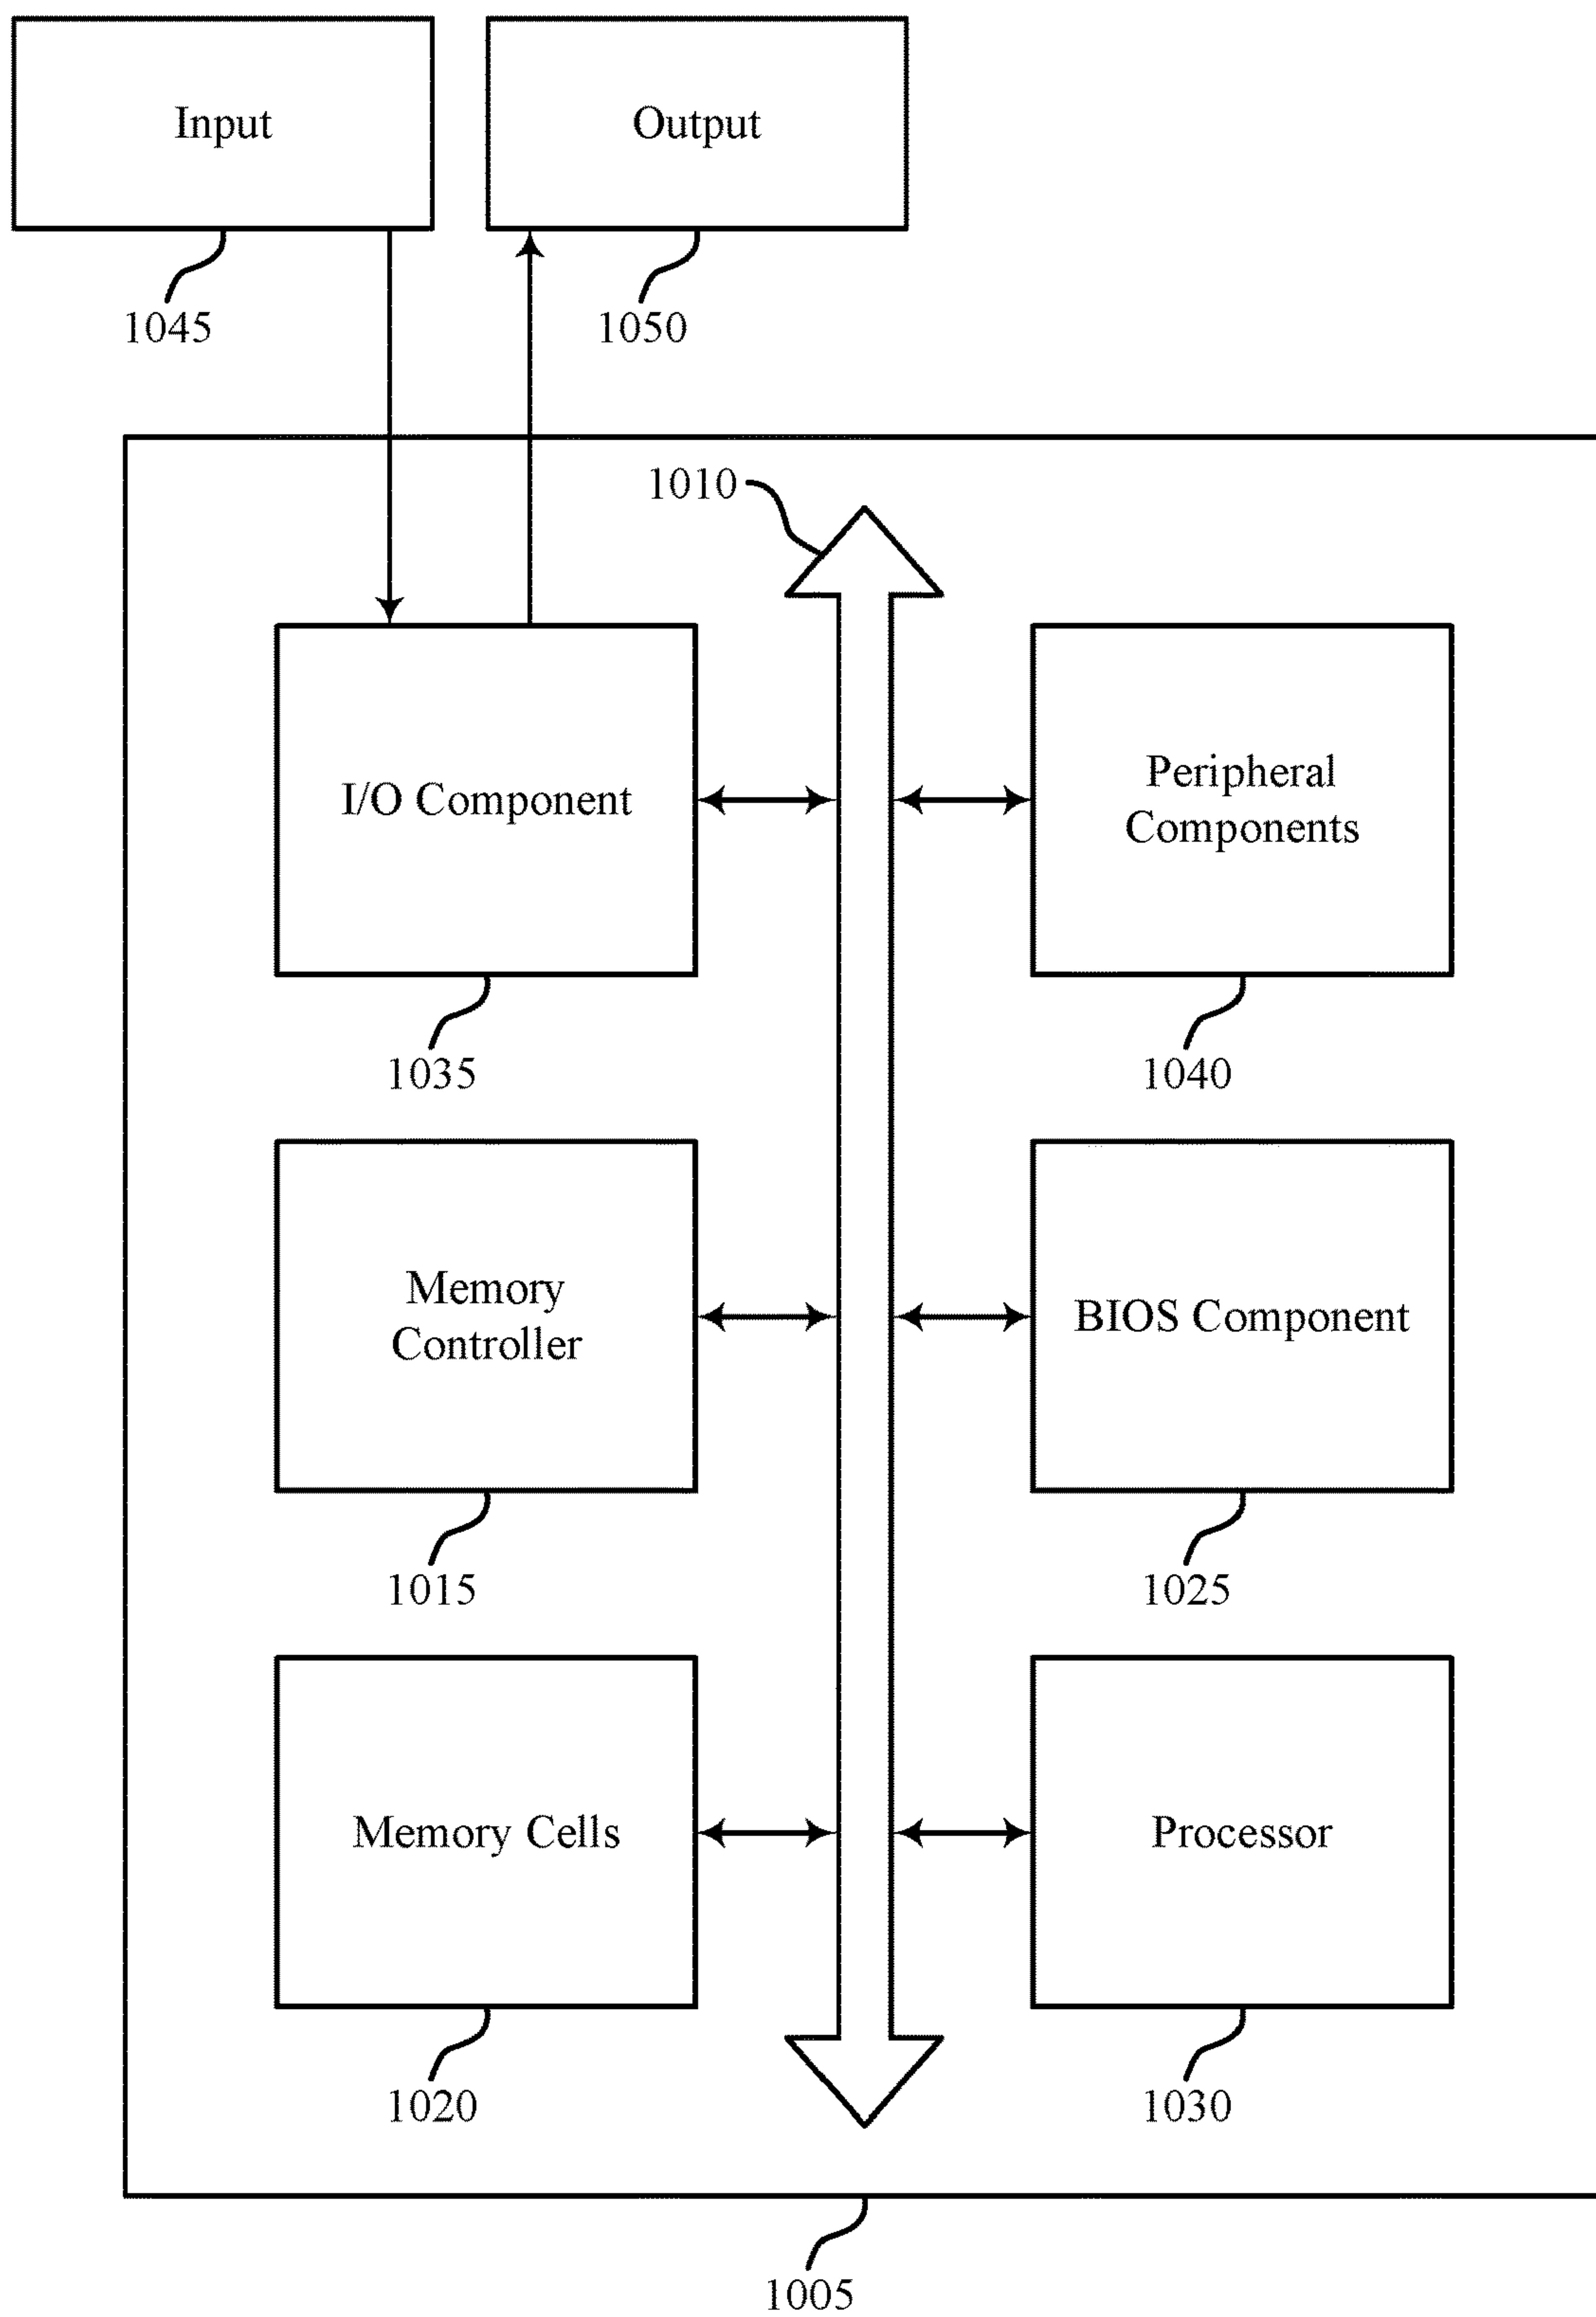 Input
Output
1045
1050
1010
I/O Component
Peripheral
Components
1035
1040
Memory
Controller
BIOS Component
1015
1025
Memory Cells
Processor
1020
1030
1005